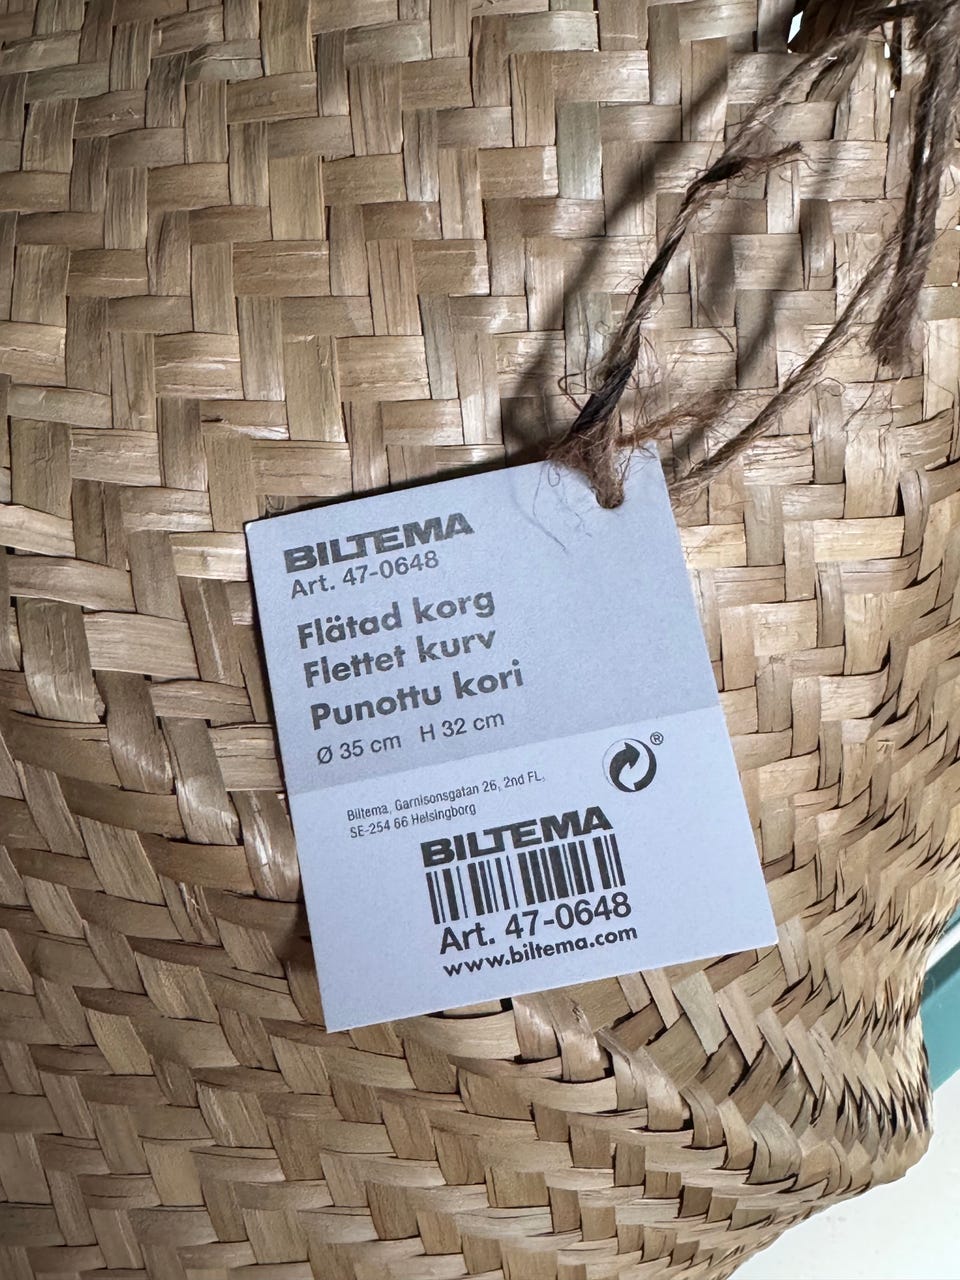 BILTEMA
Art. 47-0648
Flätad korg
Flettet kurv
Punottu kori
Ø 35 cm H 32 cm
®
Biltema, Garnisonsgatan 26, 2nd FL,
SE-254 66 Helsingborg
BILTEMA
Art. 47-0648
www.biltema.com